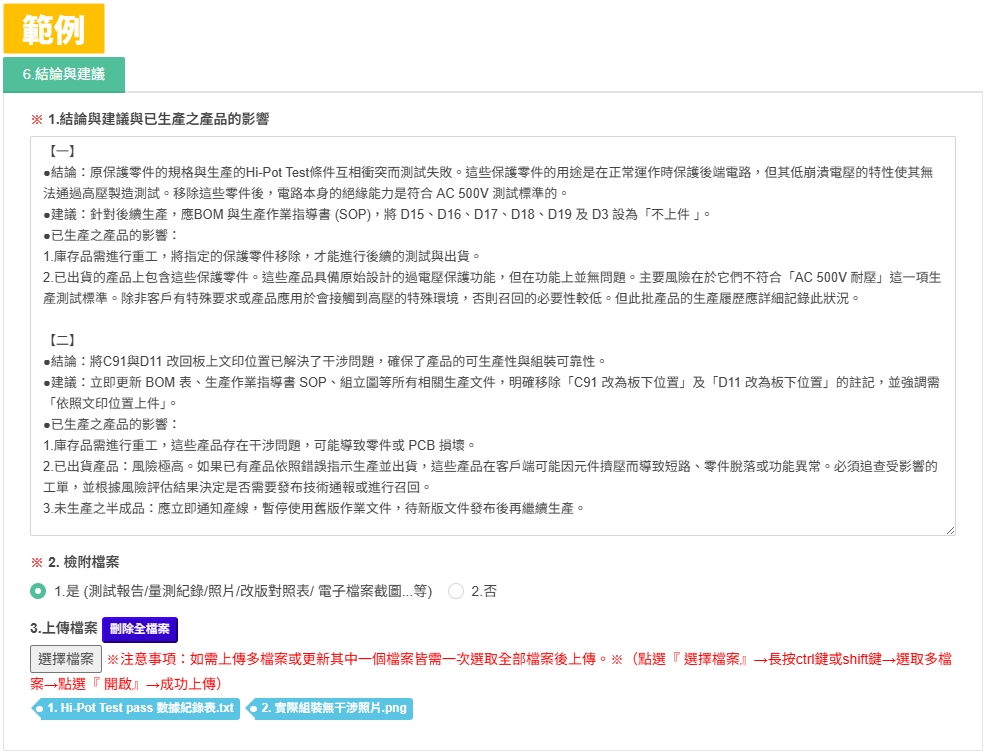 範例
6.結論與建議
※ 1.結論與建議與已生產之產品的影響
【一】
●結論：原保護零件的規格與生產的Hi-Pot Test條件互相衝突而測試失敗。這些保護零件的用途是在正常運作時保護後端電路，但其低崩潰電壓的特性使其無
法通過高壓製造測試。移除這些零件後，電路本身的絕緣能力是符合 AC 500V 測試標準的。
●建議：針對後續生產，應BOM 與生產作業指導書 (SOP)，將 D15、D16、D17、D18、D19 及 D3 設為「不上件 」。
●已生產之產品的影響：
1.庫存品需進行重工，將指定的保護零件移除，才能進行後續的測試與出貨。
2.已出貨的產品上包含這些保護零件。這些產品具備原始設計的過電壓保護功能，但在功能上並無問題。主要風險在於它們不符合「AC 500V 耐壓」這一項生
產測試標準。除非客戶有特殊要求或產品應用於會接觸到高壓的特殊環境，否則召回的必要性較低。但此批產品的生產履歷應詳細記錄此狀況。
【二】
●結論：將C91與D11 改回板上文印位置已解決了干涉問題，確保了產品的可生產性與組裝可靠性。
●建議：立即更新 BOM 表、生產作業指導書 SOP、組立圖等所有相關生產文件，明確移除「C91 改為板下位置」及「D11 改為板下位置」的註記，並強調需
「依照文印位置上件」。
●已生產之產品的影響：
1.庫存品需進行重工，這些產品存在干涉問題，可能導致零件或 PCB 損壞。
2.已出貨產品：風險極高。如果已有產品依照錯誤指示生產並出貨，這些產品在客戶端可能因元件擠壓而導致短路、零件脫落或功能異常。必須追查受影響的
工單，並根據風險評估結果決定是否需要發布技術通報或進行召回。
3.未生產之半成品：應立即通知產線，暫停使用舊版作業文件，待新版文件發布後再繼續生產。
※ 2. 檢附檔案
1.是 (測試報告/量測紀錄/照片/改版對照表/ 電子檔案截圖...等) 2.否
3.上傳檔案 刪除全檔案
選擇檔案 ※注意事項：如需上傳多檔案或更新其中一個檔案皆需一次選取全部檔案後上傳。※（點選『 選擇檔案』→長按ctrl鍵或shift鍵→選取多檔
案→點選『 開啟』→成功上傳）
1. Hi-Pot Test pass 數據紀錄表.txt 2. 實際組裝無干涉照片.png